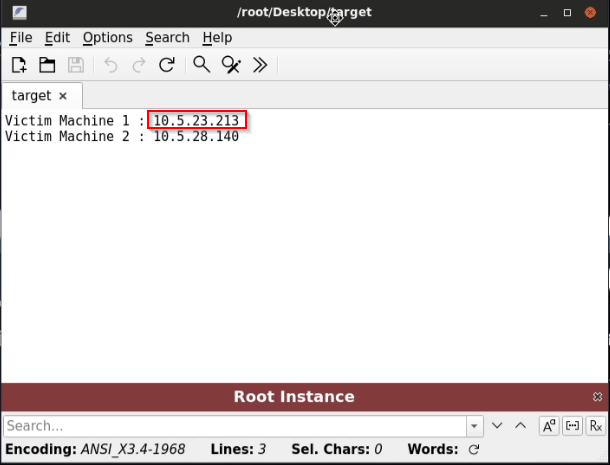 /root/Desktop/target
File Edit Options Search Help
target
Victim Machine 1 : 10.5.23.213
Victim Machine 2 : 10.5.28.140
Root Instance
Search...
Encoding: ANSI_X3.4-1968 Lines: 3 Sel. Chars: 0 Words: